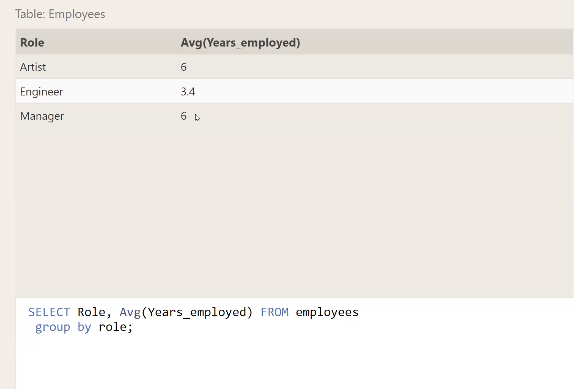 Table: Employees
Role Avg(Years_employed)
Artist 6
Engineer 3.4
Manager 6
SELECT Role, Avg(Years_employed) FROM employees
group by role;